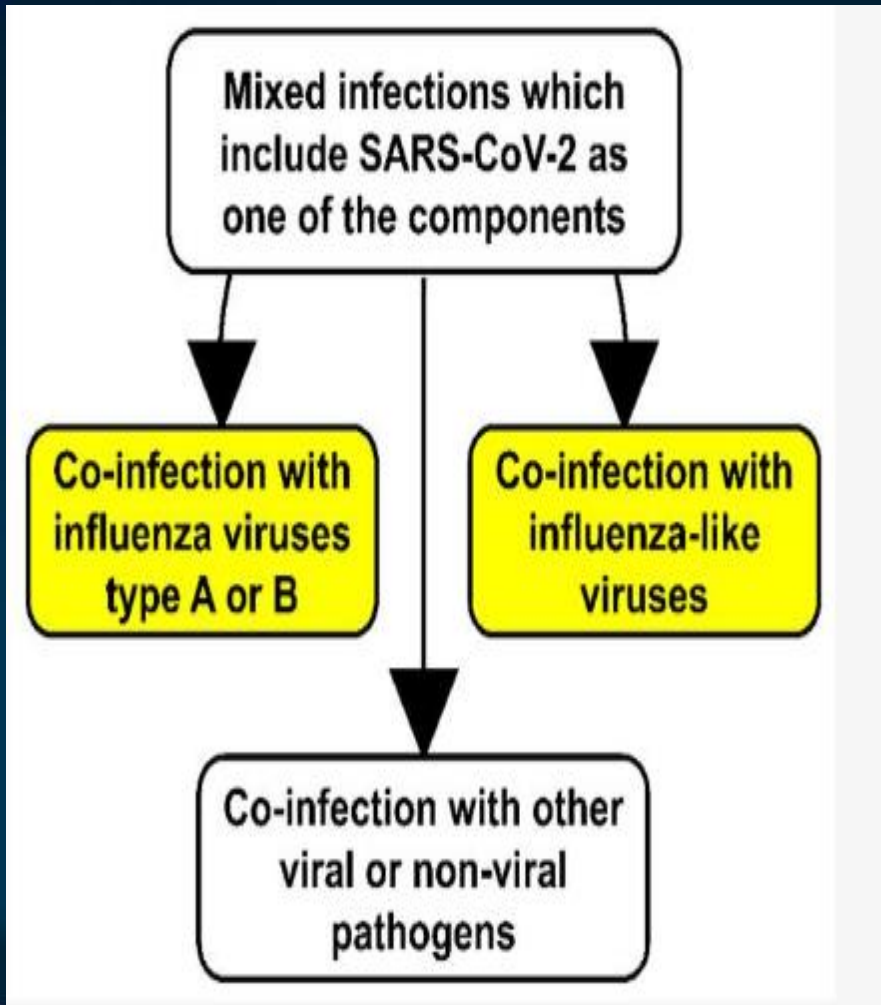 Mixed infections which
include SARS-CoV-2 as
one of the components
Co-infection with
influenza viruses
type A or B
Co-infection with
influenza-like
viruses
Co-infection with other
viral or non-viral
pathogens